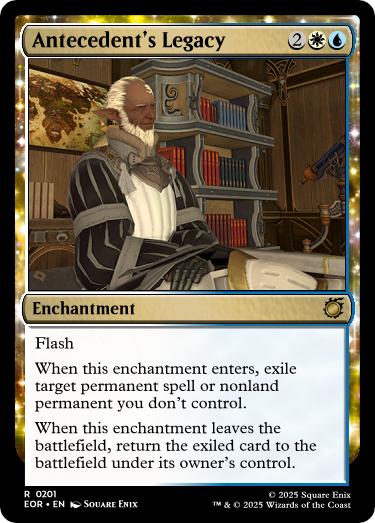 Antecedent's Legacy 2
Enchantment
Flash
When this enchantment enters, exile
target permanent spell or nonland
permanent you don't control.
When this enchantment leaves the
battlefield, return the exiled card to the
battlefield under its owner's control.
R 0201 © 2025 Square Enix
EOR • EN SQUARE ENIX ™ & © 2025 Wizards of the Coast